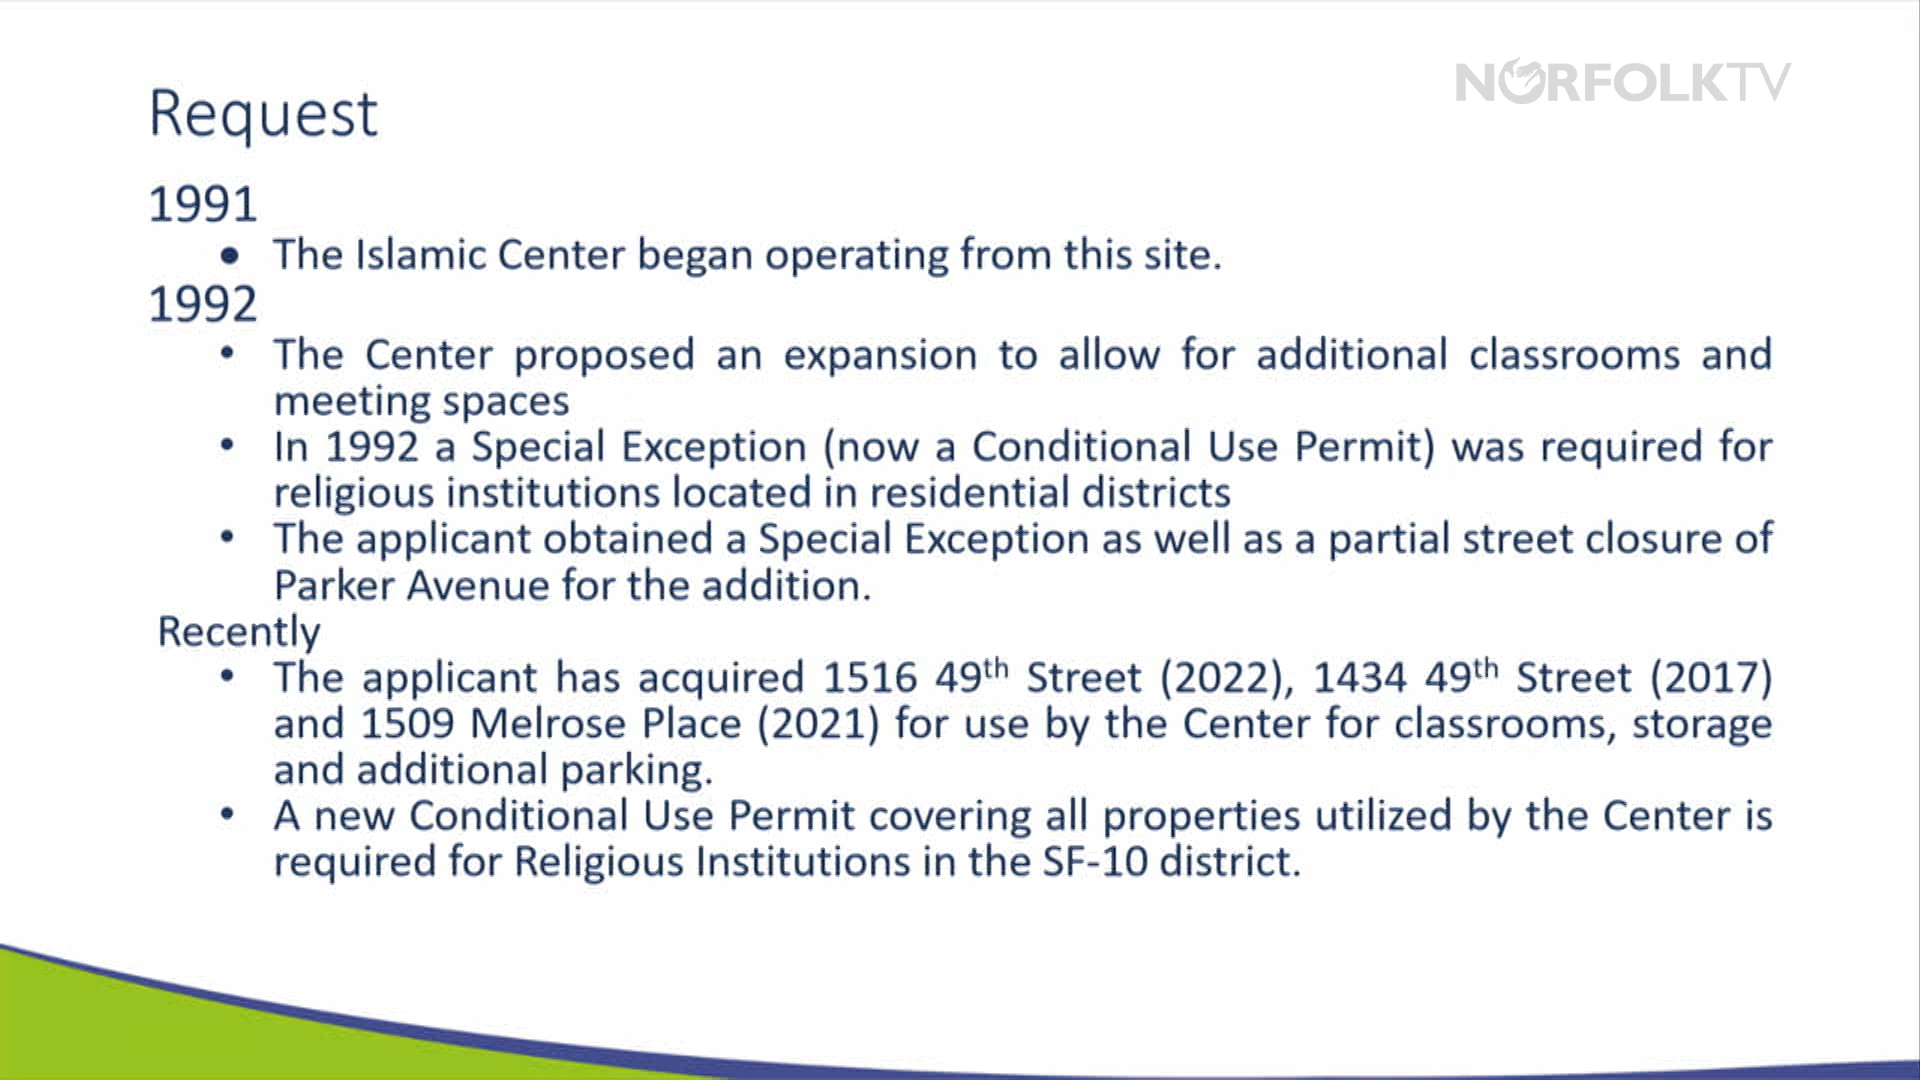 NORFOLKTV
Request
1991
• The Islamic Center began operating from this site.
1992
• The Center proposed an expansion to allow for additional classrooms and
meeting spaces
• In 1992 a Special Exception (now a Conditional Use Permit) was required for
religious institutions located in residential districts
• The applicant obtained a Special Exception as well as a partial street closure of
Parker Avenue for the addition.
Recently
• The applicant has acquired 1516 49th Street (2022), 1434 49th Street (2017)
and 1509 Melrose Place (2021) for use by the Center for classrooms, storage
and additional parking.
• A new Conditional Use Permit covering all properties utilized by the Center is
required for Religious Institutions in the SF-10 district.